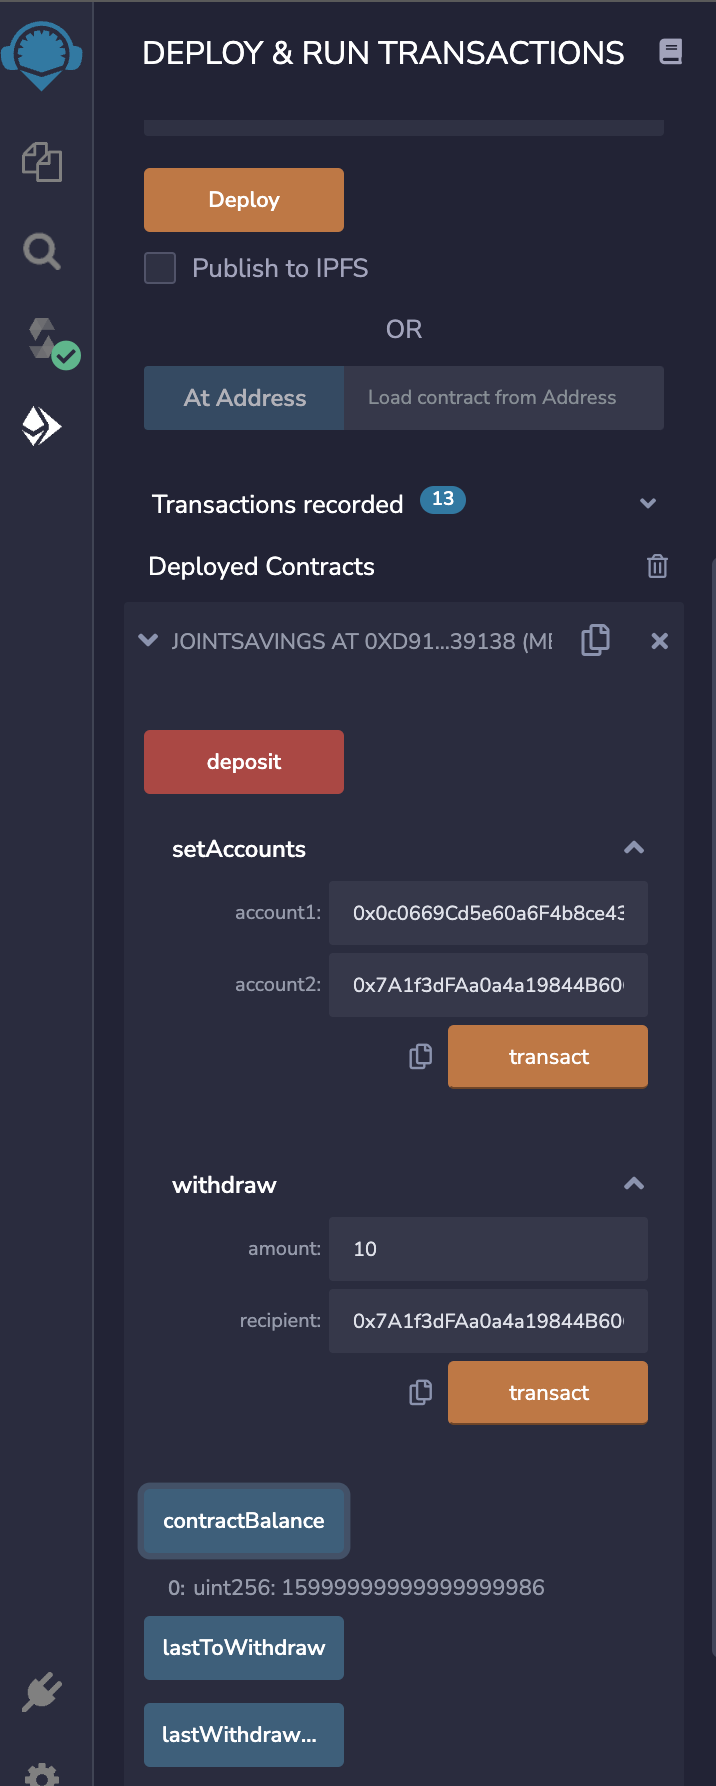 DEPLOY & RUN TRANSACTIONS
Deploy
Publish to IPFS
OR
At Address
Load contract from Address
Transactions recorded 13
Deployed Contracts
JOINTSAVINGS AT 0XD91...39138 (ME
deposit
setAccounts
account1: 0x0c0669Cd5e60a6F4b8ce43
account2: 0x7A1f3dFAa0a4a19844B60
transact
withdraw
amount: 10
recipient: 0x7A1f3dFAa0a4a19844B60
transact
contractBalance
0: uint256: 15999999999999999986
lastToWithdraw
lastWithdraw...